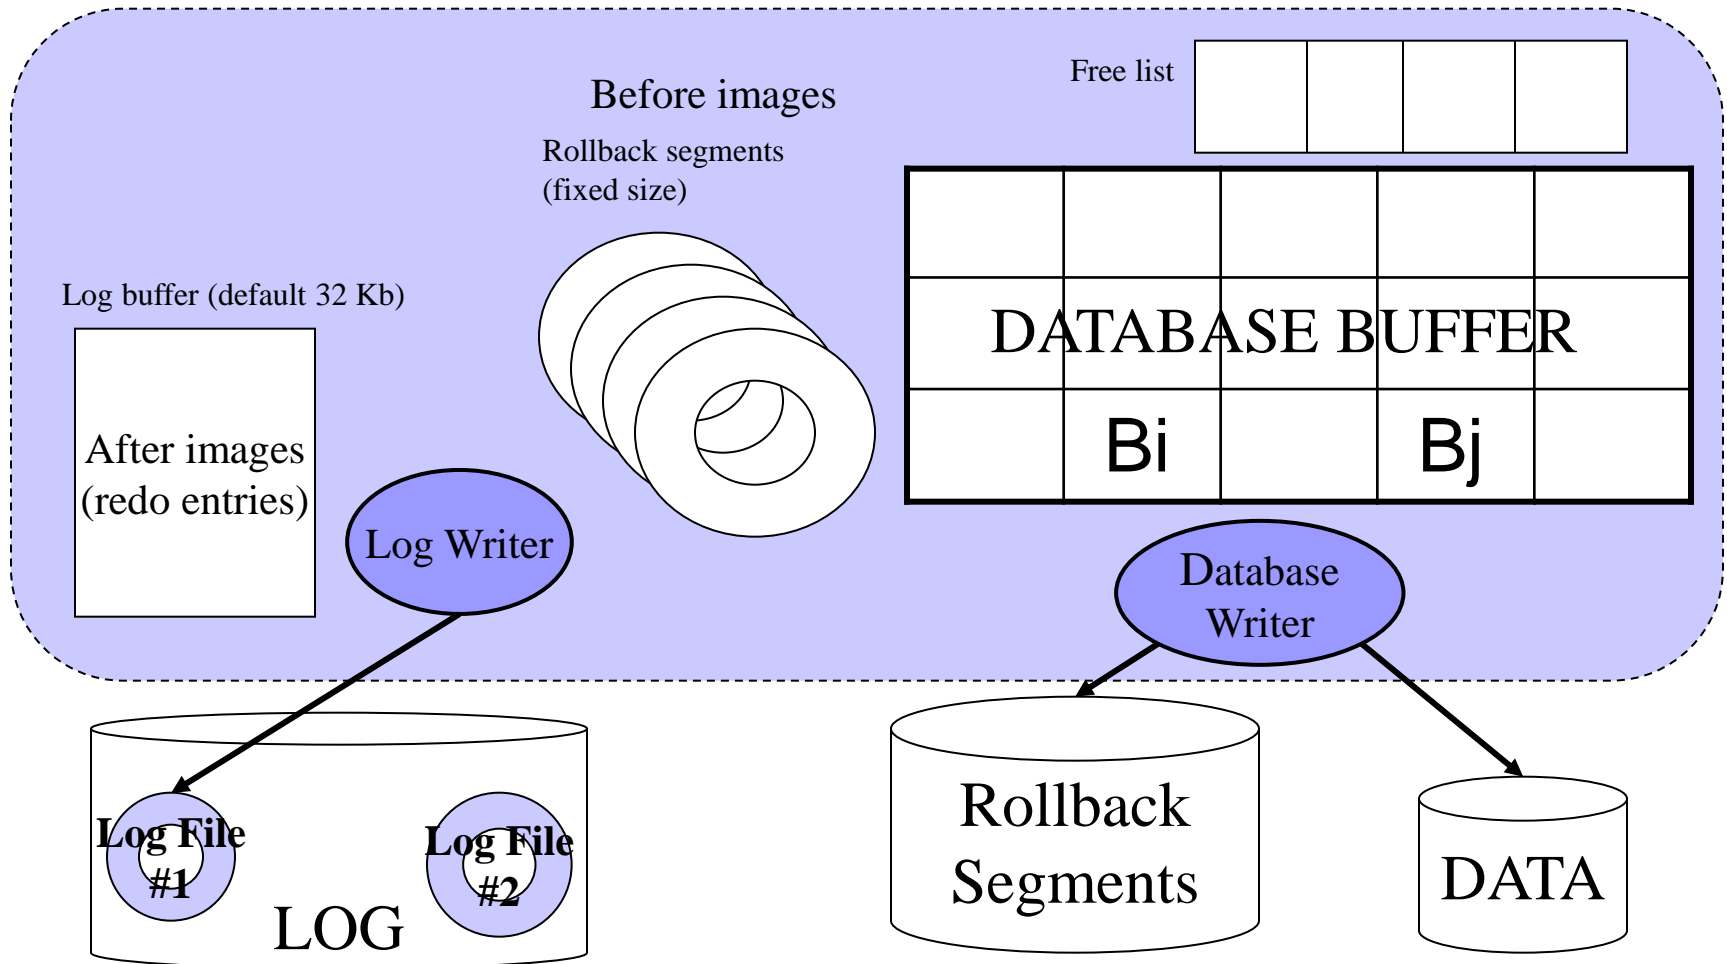 Free list
Before images
Rollback segments
(fixed size)
Log buffer (default 32 Kb)
DATABASE BUFFER
Bi
Bj
After images
(redo entries)
Log Writer
Database
Writer
Log File
#1
Log File
#2
LOG
Rollback
Segments
DATA